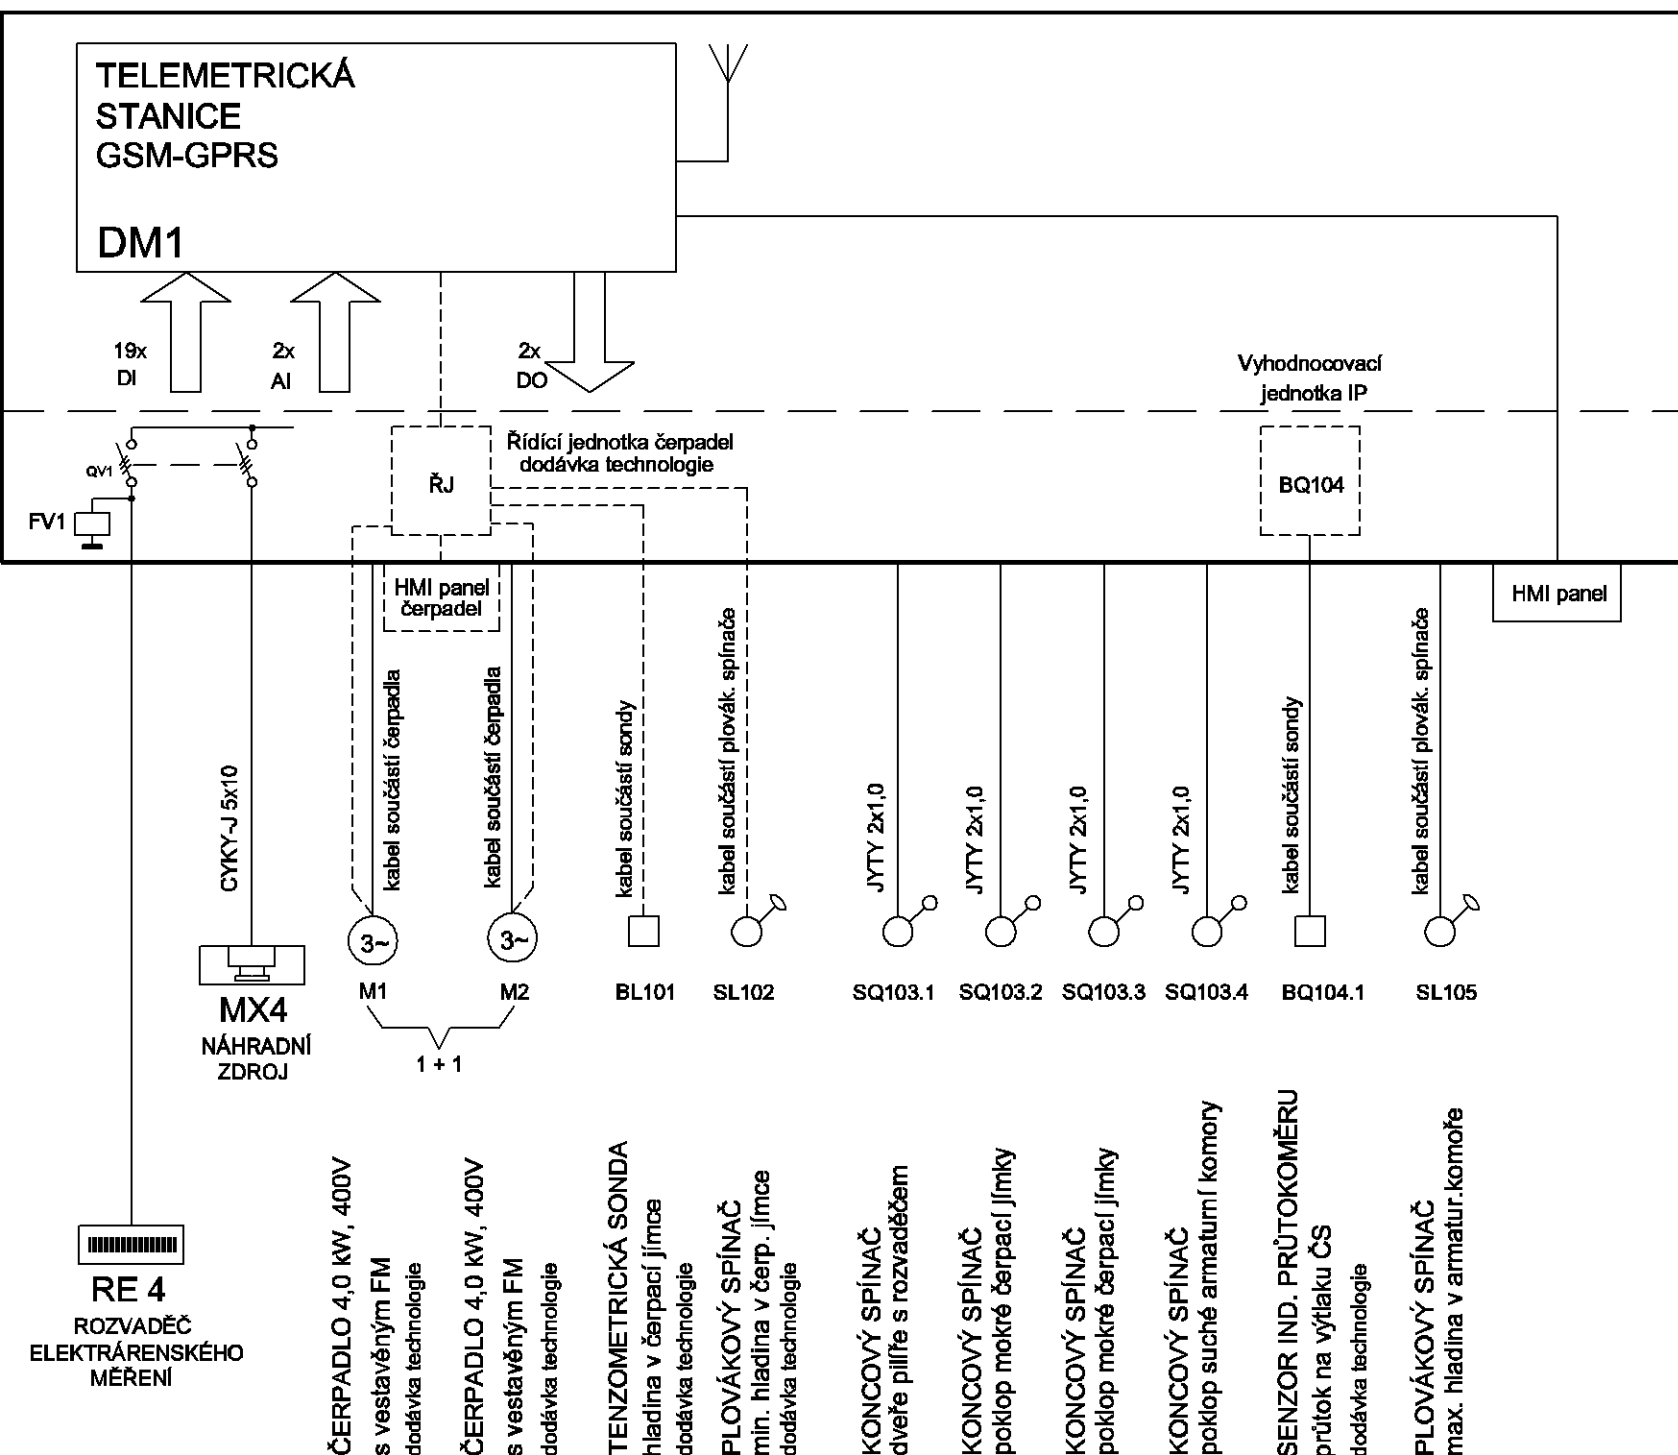 TELEMETRICKÁ
STANICE
GSM-GPRS
DM1
19x
DI
2x
AI
2x
DO
Vyhodnocovací
jednotka IP
QV1
FV1
ŘJ
Řídící jednotka čerpadel
dodávka technologie
BQ104
HMI panel
čerpadel
HMI panel
CYKY-J 5x10
kabel součástí čerpadla
kabel součástí čerpadla
kabel součástí sondy
kabel součástí plovák. spínače
JYTY 2x1,0
JYTY 2x1,0
JYTY 2x1,0
JYTY 2x1,0
kabel součástí sondy
kabel součástí plovák. spínače
3~
3~
M1
M2
BL101
SL102
SQ103.1
SQ103.2
SQ103.3
SQ103.4
BQ104.1
SL105
MX4
NÁHRADNÍ
ZDROJ
1 + 1
RE 4
ROZVADĚČ
ELEKTRÁRENSKÉHO
MĚŘENÍ
ČERPADLO 4,0 kW, 400V
s vestavěným FM
dodávka technologie
ČERPADLO 4,0 kW, 400V
s vestavěným FM
dodávka technologie
TENZOMETRICKÁ SONDA
hladina v čerpací jímce
dodávka technologie
PLOVÁKOVÝ SPÍNAČ
min. hladina v čerp. jímce
dodávka technologie
KONCOVÝ SPÍNAČ
dveře pilíře s rozvaděčem
KONCOVÝ SPÍNAČ
poklop mokré čerpací jímky
KONCOVÝ SPÍNAČ
poklop mokré čerpací jímky
KONCOVÝ SPÍNAČ
poklop suché armaturní komory
SENZOR IND. PRŮTOKOMĚRU
průtok na výtlaku ČS
dodávka technologie
PLOVÁKOVÝ SPÍNAČ
max. hladina v armatur.komoře